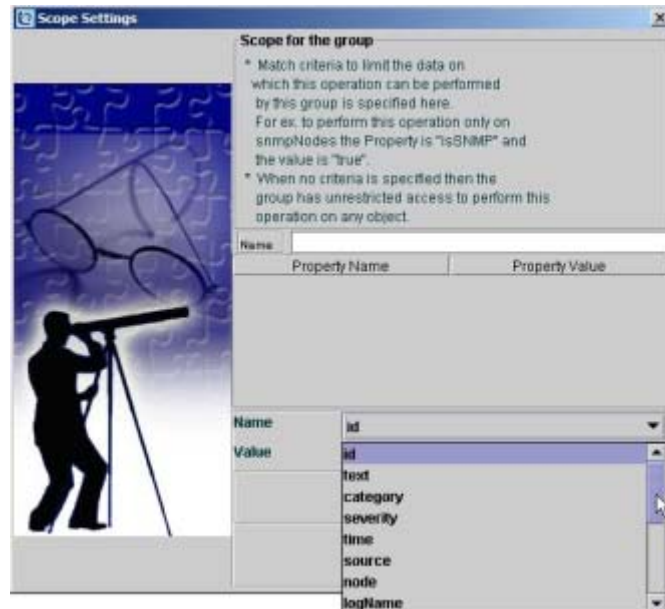 Scope Settings
Scope for the group
* Match criteria to limit the data on
which this operation can be performed
by this group is specified here.
For ex. to perform this operation only on
snmpNodes the Property is "isSNMP" and
the value is "true".
* When no criteria is specified then the
group has unrestricted access to perform this
operation on any object.
Name
Property Name Property Value
Name id
Value
id
text
category
severity
time
source
node
logName